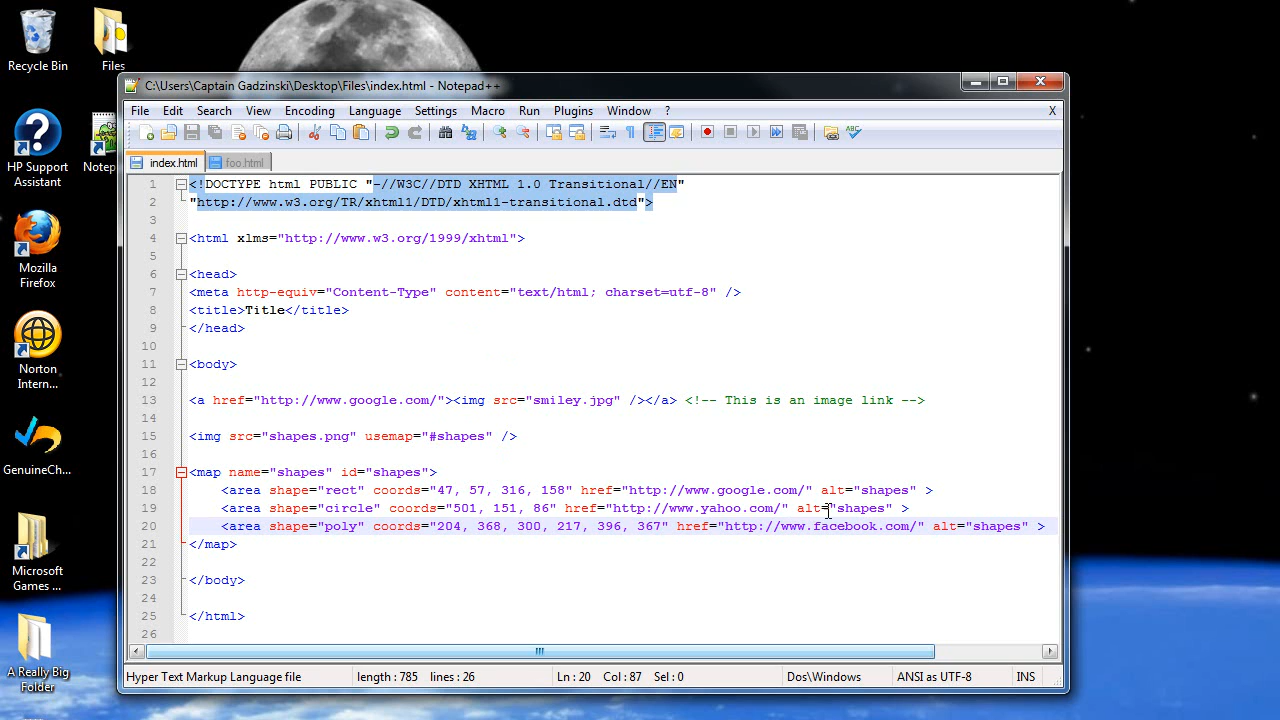 Recycle Bin
Files
HP Support
Assistant
Notep
Mozilla
Firefox
Norton
Intern...
GenuineCh...
Microsoft
Games ...
A Really Big
Folder
C:\Users\Captain Gadzinski\Desktop\Files\index.html - Notepad++
File Edit Search View Encoding Language Settings Macro Run Plugins Window ? X
index.html foo.html
1 <!DOCTYPE html PUBLIC "-//W3C//DTD XHTML 1.0 Transitional//EN"
2 "http://www.w3.org/TR/xhtml1/DTD/xhtml1-transitional.dtd">
3
4 <html xlms="http://www.w3.org/1999/xhtml">
5
6 <head>
7 <meta http-equiv="Content-Type" content="text/html; charset=utf-8" />
8 <title>Title</title>
9 </head>
10
11 <body>
12
13 <a href="http://www.google.com/"><img src="smiley.jpg" /></a> <!-- This is an image link -->
14
15 <img src="shapes.png" usemap="#shapes" />
16
17 <map name="shapes" id="shapes">
18 <area shape="rect" coords="47, 57, 316, 158" href="http://www.google.com/" alt="shapes" >
19 <area shape="circle" coords="501, 151, 86" href="http://www.yahoo.com/" alt="shapes" >
20 <area shape="poly" coords="204, 368, 300, 217, 396, 367" href="http://www.facebook.com/" alt="shapes" >
21 </map>
22
23 </body>
24
25 </html>
26
Hyper Text Markup Language file length : 785 lines : 26 Ln : 20 Col : 87 Sel : 0 Dos\Windows ANSI as UTF-8 INS